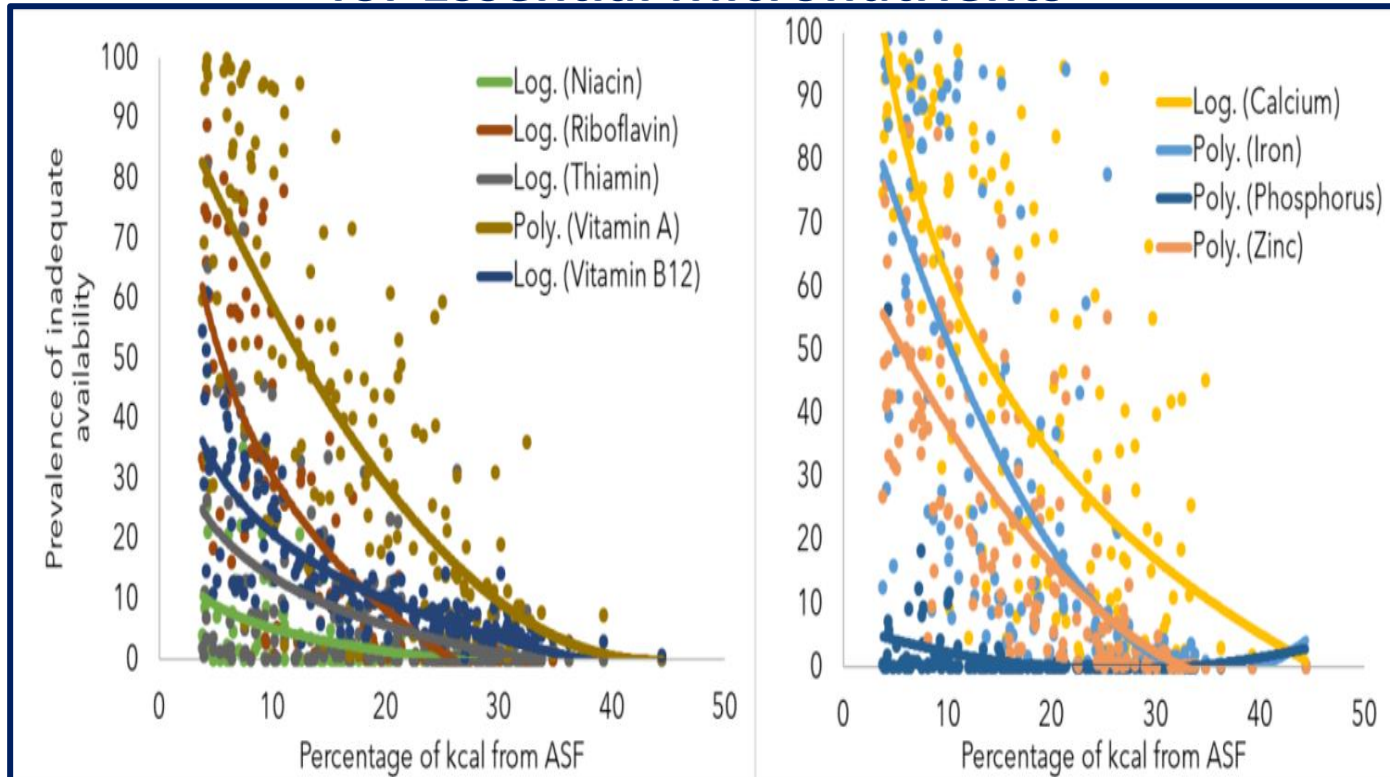 for Essential Micronutrients
100
90
80
70
60
50
40
30
20
10
0
Prevalence of inadequate
availability
Log. (Niacin)
Log. (Riboflavin)
Log. (Thiamin)
Poly. (Vitamin A)
Log. (Vitamin B12)
0 10 20 30 40 50
Percentage of kcal from ASF
100
90
80
70
60
50
40
30
20
10
0
Log. (Calcium)
Poly. (Iron)
Poly. (Phosphorus)
Poly. (Zinc)
0 10 20 30 40 50
Percentage of kcal from ASF